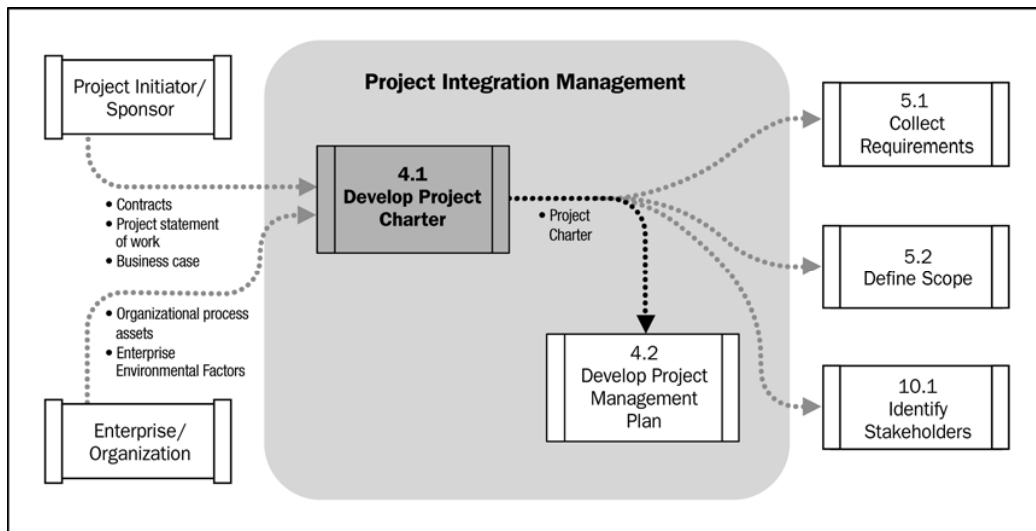 Project Initiator/
Sponsor
• Contracts
• Project statement
of work
• Business case
• Organizational process
assets
• Enterprise
Environmental Factors
Enterprise/
Organization
Project Integration Management
4.1
Develop Project
Charter
• Project
Charter
4.2
Develop Project
Management
Plan
5.1
Collect
Requirements
5.2
Define Scope
10.1
Identify
Stakeholders